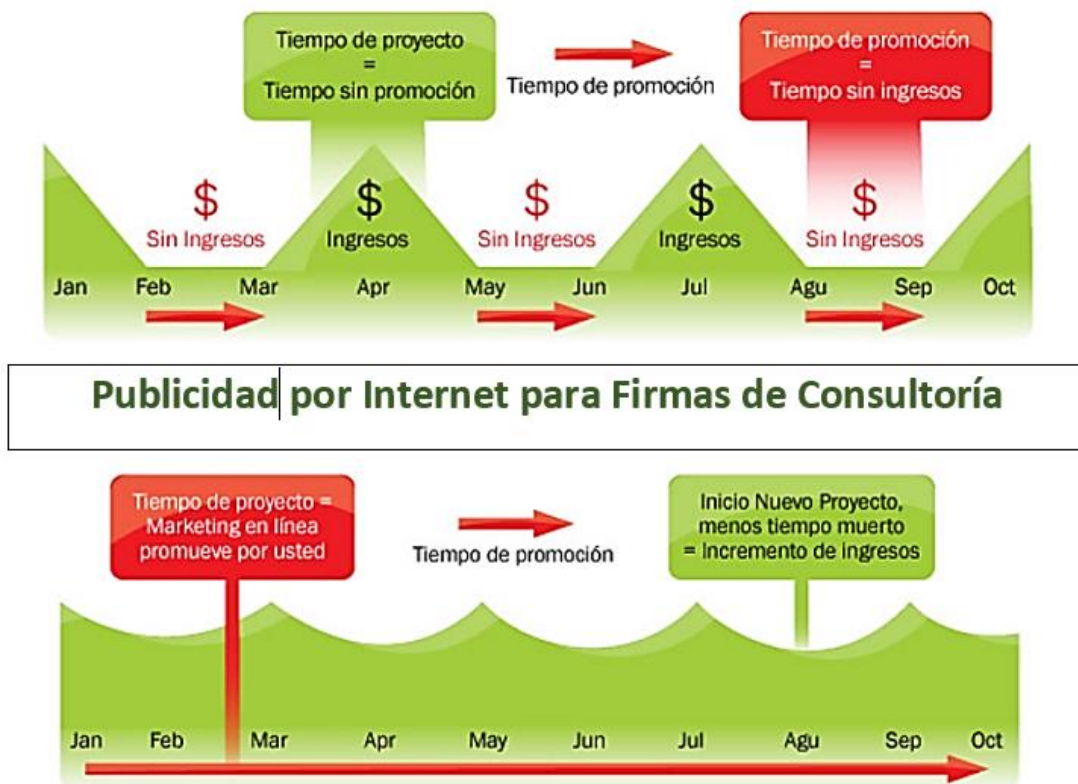 Tiempo de proyecto
=
Tiempo sin promoción
Tiempo de promoción
Tiempo de promoción
=
Tiempo sin ingresos
$
$
$
$
$
Sin Ingresos
Ingresos
Sin Ingresos
Ingresos
Sin Ingresos
Jan Feb Mar Apr May Jun Jul Agu Sep Oct
Publicidad por Internet para Firmas de Consultoría
Tiempo de proyecto =
Marketing en línea
promueve por usted
Tiempo de promoción
Inicio Nuevo Proyecto,
menos tiempo muerto
= Incremento de ingresos
Jan Feb Mar Apr May Jun Jul Agu Sep Oct